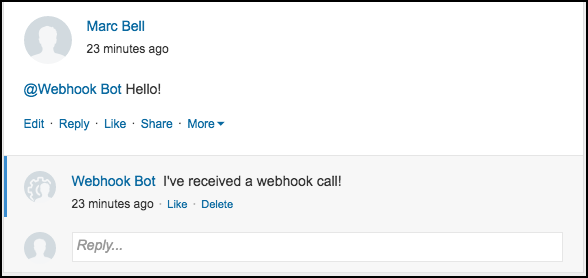 Marc Bell
23 minutes ago
@Webhook Bot Hello!
Edit · Reply · Like · Share · More
Webhook Bot I've received a webhook call!
23 minutes ago · Like · Delete
Reply...